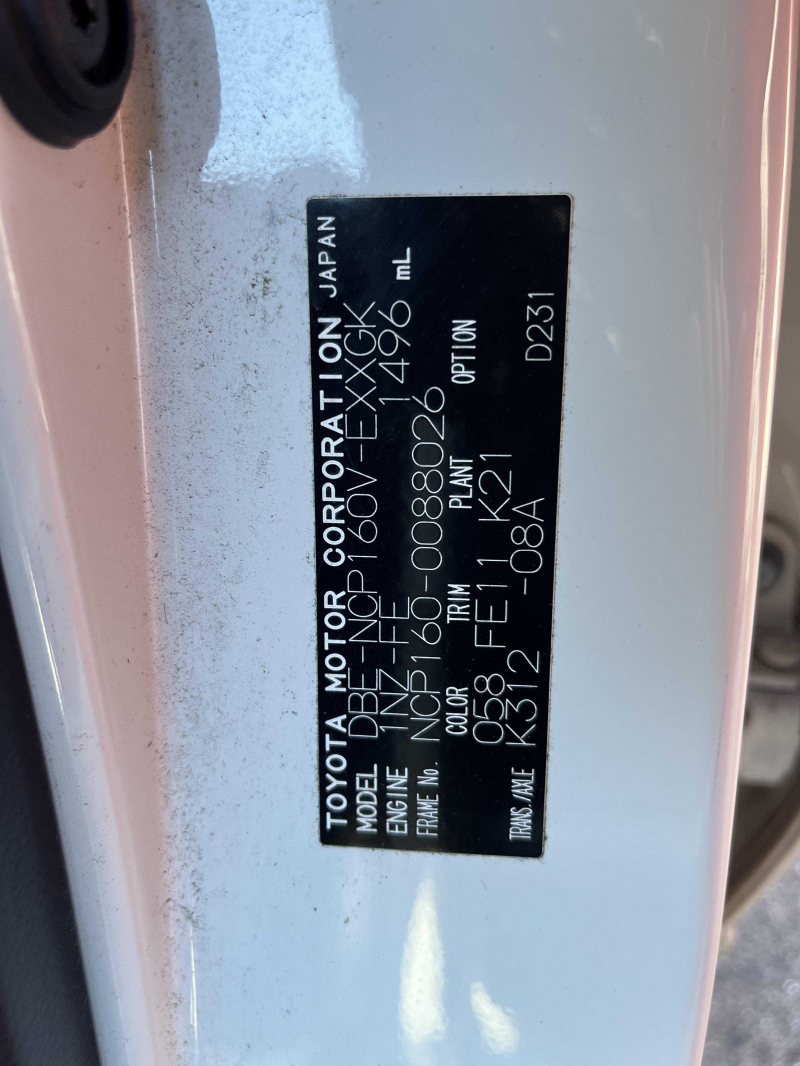 TOYOTA MOTOR CORPORATION JAPAN
MODEL DBE-NCP160V-EXXGK
ENGINE 1NZ-FE 1496 mL
FRAME No. NCP160-0088026
COLOR TRIM PLANT OPTION
058 FE11 K21
TRANS./AXLE K312 -08A D231